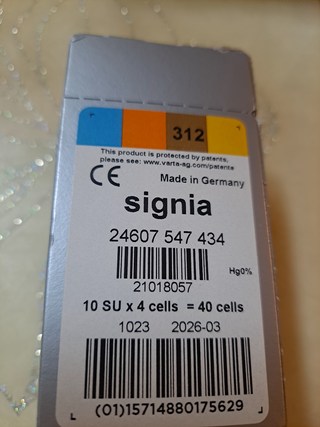 312
This product is protected by patents,
please see: www.varta-ag.com/patents
CE Made in Germany
signia
24607 547 434
21018057
Hg0%
10 SU x 4 cells = 40 cells
1023 2026-03
(01)15714880175629